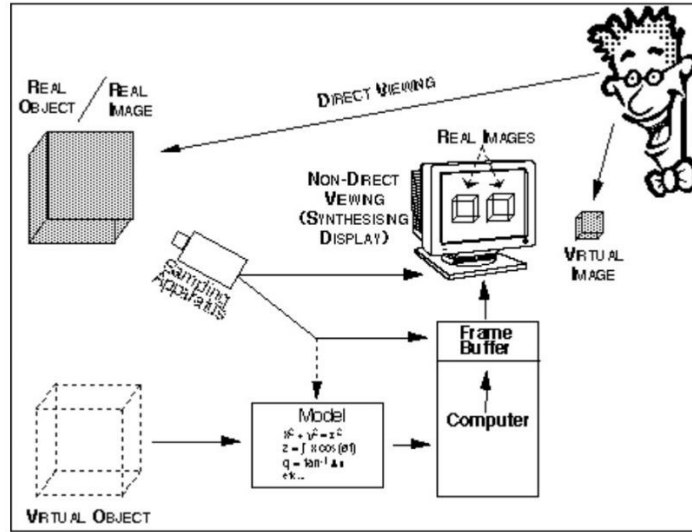 REAL OBJECT / REAL IMAGE
DIRECT VIEWING
REAL IMAGES
NON-DIRECT
VIEWING
(SYNTHESISING
DISPLAY)
VIRTUAL
IMAGE
Sampling
Apparatus
Frame
Buffer
Model
Computer
etc...
VIRTUAL OBJECT